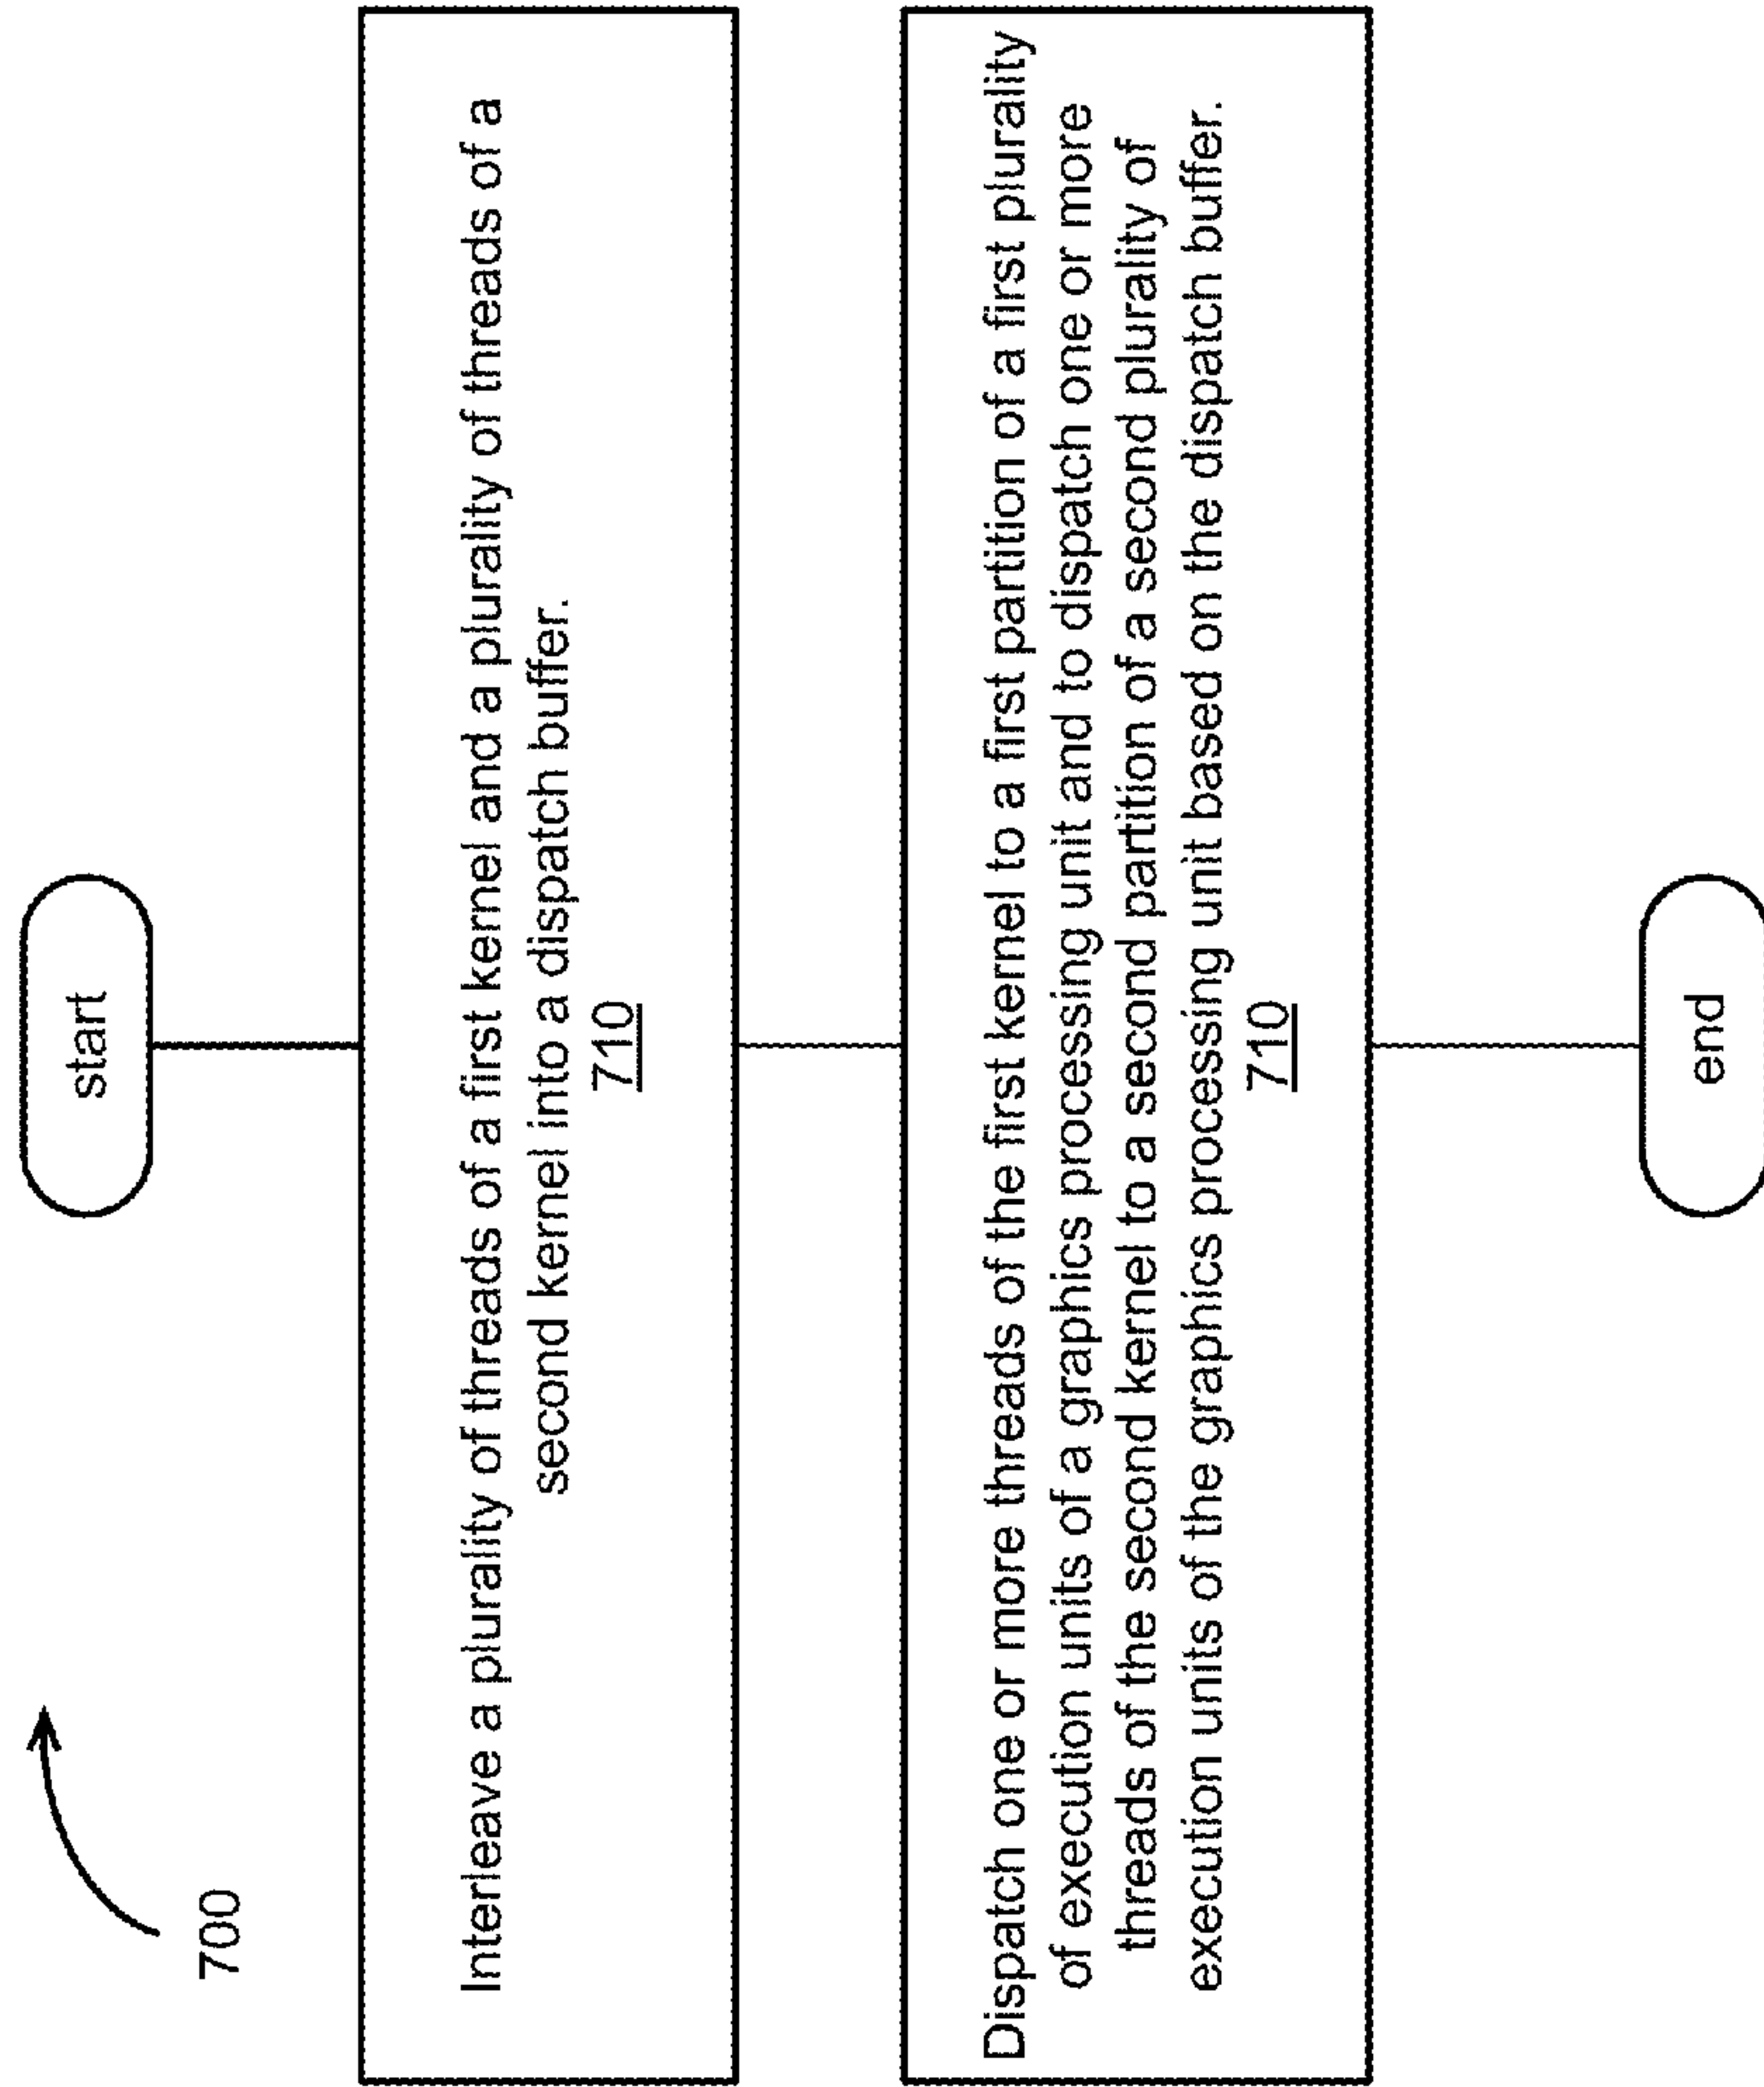 700
start
Interleave a plurality of threads of a first kernel and a plurality of threads of a
second kernel into a dispatch buffer.
710
Dispatch one or more threads of the first kernel to a first partition of a first plurality
of execution units of a graphics processing unit and to dispatch one or more
threads of the second kernel to a second partition of a second plurality of
execution units of the graphics processing unit based on the dispatch buffer.
710
end